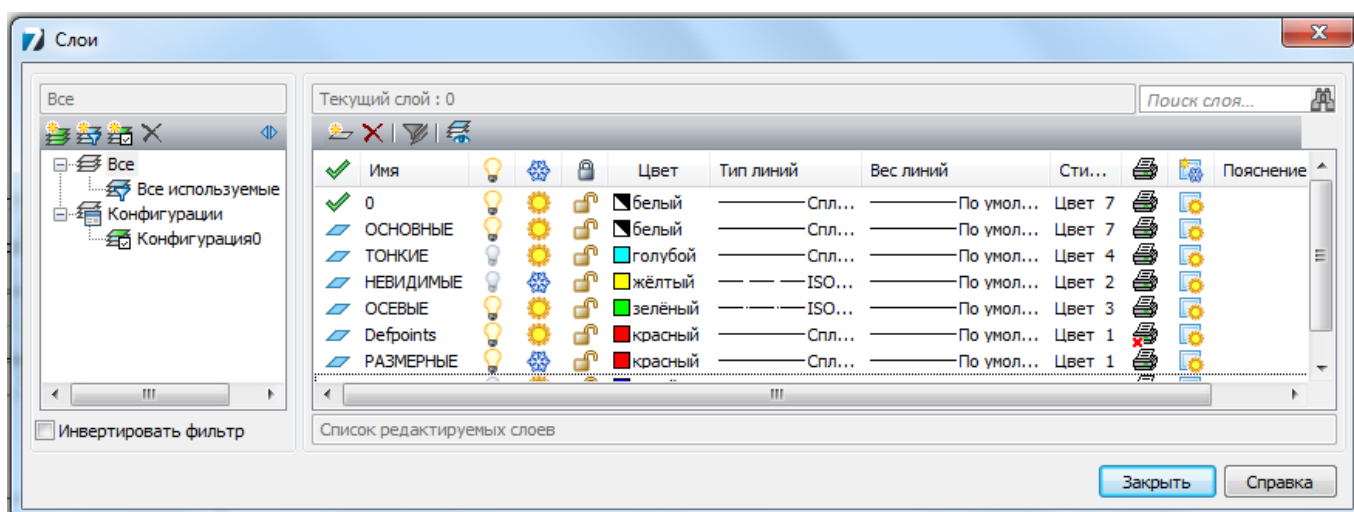 Слои
Все
Текущий слой : 0
Поиск слоя...
Все
Все используемые
Конфигурации
Конфигурация0
Имя Цвет Тип линий Вес линий Сти... Пояснение
0 белый Спл... По умол... Цвет 7
ОСНОВНЫЕ белый Спл... По умол... Цвет 7
ТОНКИЕ голубой Спл... По умол... Цвет 4
НЕВИДИМЫЕ жёлтый ISO... По умол... Цвет 2
ОСЕВЫЕ зелёный ISO... По умол... Цвет 3
Defpoints красный Спл... По умол... Цвет 1
РАЗМЕРНЫЕ красный Спл... По умол... Цвет 1
Инвертировать фильтр
Список редактируемых слоев
Закрыть
Справка